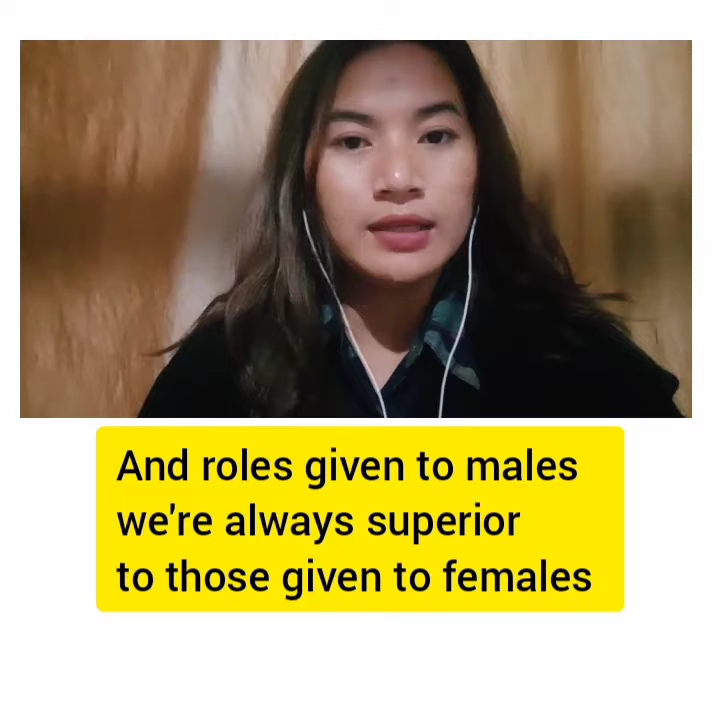 And roles given to males
we're always superior
to those given to females